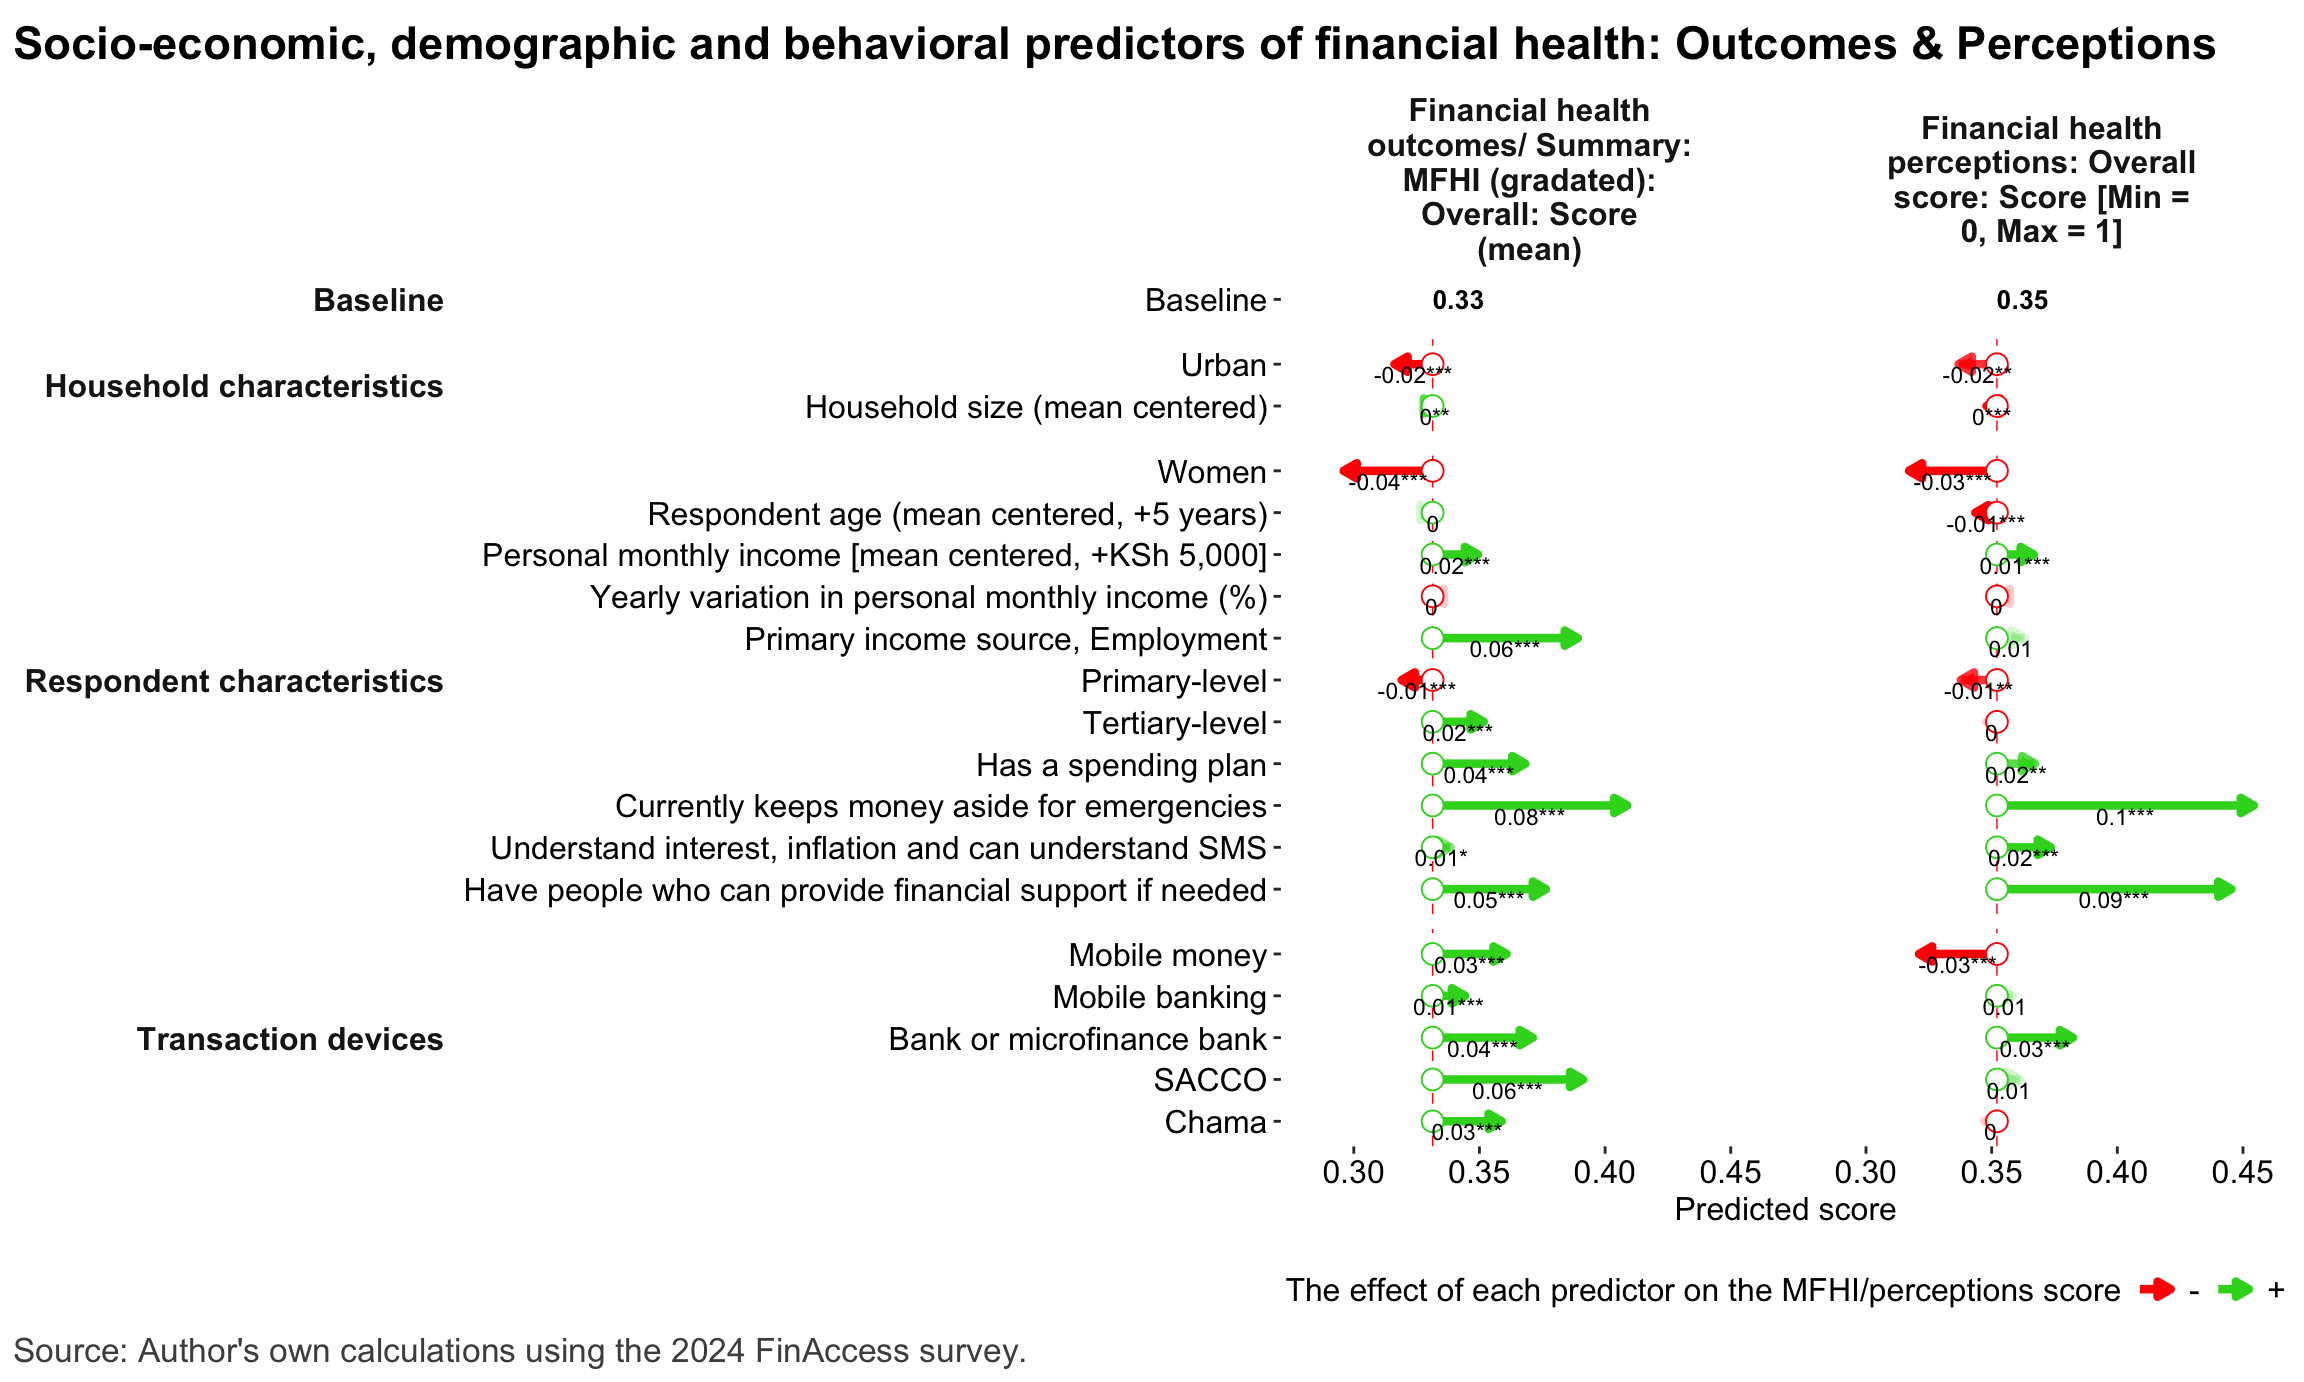 Socio-economic, demographic and behavioral predictors of financial health: Outcomes & Perceptions
Financial health
outcomes/ Summary:
MFHI (gradated):
Overall: Score
(mean)
Financial health
perceptions: Overall
score: Score [Min =
0, Max = 1]
Baseline
Baseline
0.33
0.35
Household characteristics
Urban
-0.02***
-0.02**
Household size (mean centered)
0**
0***
Respondent characteristics
Women
-0.04***
-0.03***
Respondent age (mean centered, +5 years)
0
-0.01***
Personal monthly income [mean centered, +KSh 5,000]
0.02***
0.01***
Yearly variation in personal monthly income (%)
0
0
Primary income source, Employment
0.06***
0.01
Primary-level
-0.01***
-0.01**
Tertiary-level
0.02***
0
Has a spending plan
0.04***
0.02**
Currently keeps money aside for emergencies
0.08***
0.1***
Understand interest, inflation and can understand SMS
0.01*
0.02***
Have people who can provide financial support if needed
0.05***
0.09***
Transaction devices
Mobile money
0.03***
-0.03***
Mobile banking
0.01***
0.01
Bank or microfinance bank
0.04***
0.03***
SACCO
0.06***
0.01
Chama
0.03***
0
0.30 0.35 0.40 0.45
0.30 0.35 0.40 0.45
Predicted score
The effect of each predictor on the MFHI/perceptions score - +
Source: Author's own calculations using the 2024 FinAccess survey.